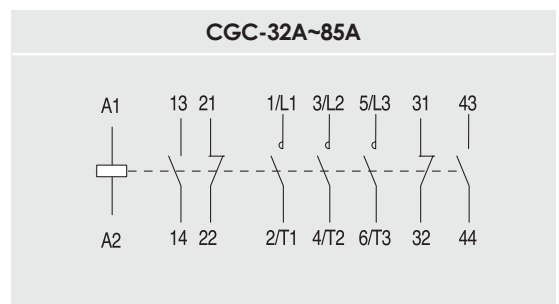 CGC-32A~85A
A1 13 21 1/L1 3/L2 5/L3 31 43
A2 14 22 2/T1 4/T2 6/T3 32 44